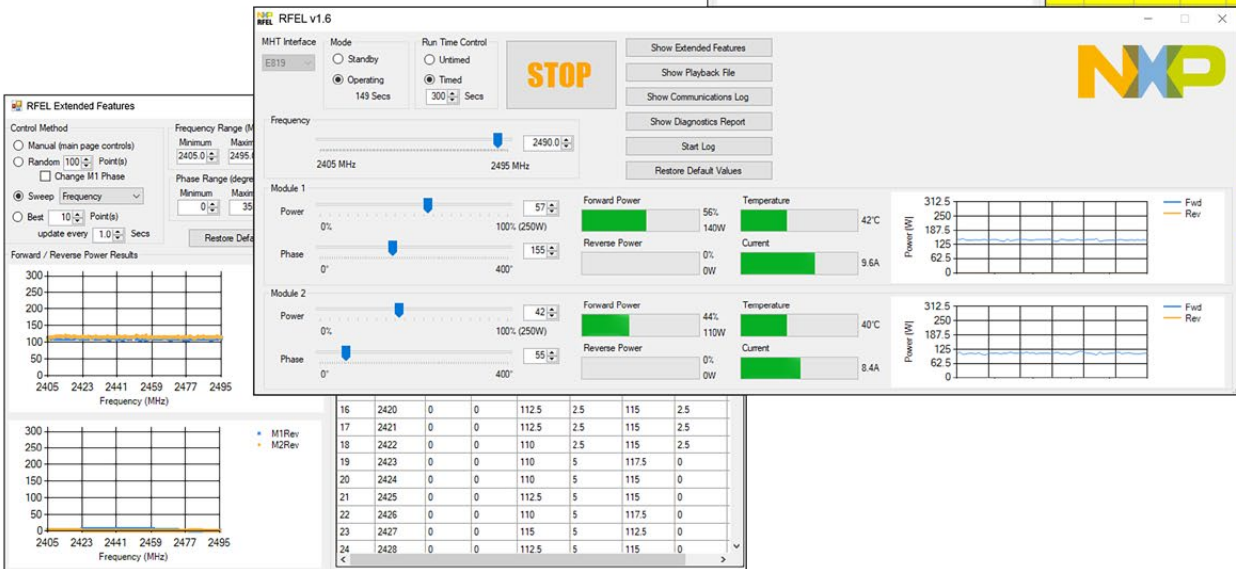 NXP RFEL RFEL v1.6
MHT Interface
E819
Mode
Standby
Operating
149 Secs
Run Time Control
Untimed
Timed
300 Secs
STOP
Show Extended Features
Show Playback File
Show Communications Log
Show Diagnostics Report
Start Log
Restore Default Values
NXP
Frequency
2490.0
2405 MHz 2495 MHz
Module 1
Power 57
0% 100% (250W)
Phase 155
0° 400°
Forward Power
56%
140W
Reverse Power
0%
0W
Temperature
42°C
Current
9.6A
Power [W]
312.5
250
187.5
125
62.5
0
Fwd
Rev
Module 2
Power 42
0% 100% (250W)
Phase 55
0° 400°
Forward Power
44%
110W
Reverse Power
0%
0W
Temperature
40°C
Current
8.4A
Power [W]
312.5
250
187.5
125
62.5
0
Fwd
Rev
RFEL Extended Features
Control Method
Manual (main page controls)
Random 100 Point(s)
Change M1 Phase
Sweep Frequency
Best 10 Point(s)
update every 1.0 Secs
Frequency Range (M
Minimum Maxim
2405.0 2495.0
Phase Range (degre
Minimum Maxim
0 35
Restore Defa
Forward / Reverse Power Results
300
250
200
150
100
50
0
2405 2423 2441 2459 2477 2495
Frequency (MHz)
300
250
200
150
100
50
0
2405 2423 2441 2459 2477 2495
Frequency (MHz)
M1Rev
M2Rev
16 2420 0 0 112.5 2.5 115 2.5
17 2421 0 0 112.5 2.5 115 2.5
18 2422 0 0 110 2.5 115 2.5
19 2423 0 0 110 5 117.5 0
20 2424 0 0 110 5 115 0
21 2425 0 0 112.5 5 115 0
22 2426 0 0 110 5 117.5 0
23 2427 0 0 115 5 112.5 0
24 2428 0 0 112.5 5 115 0